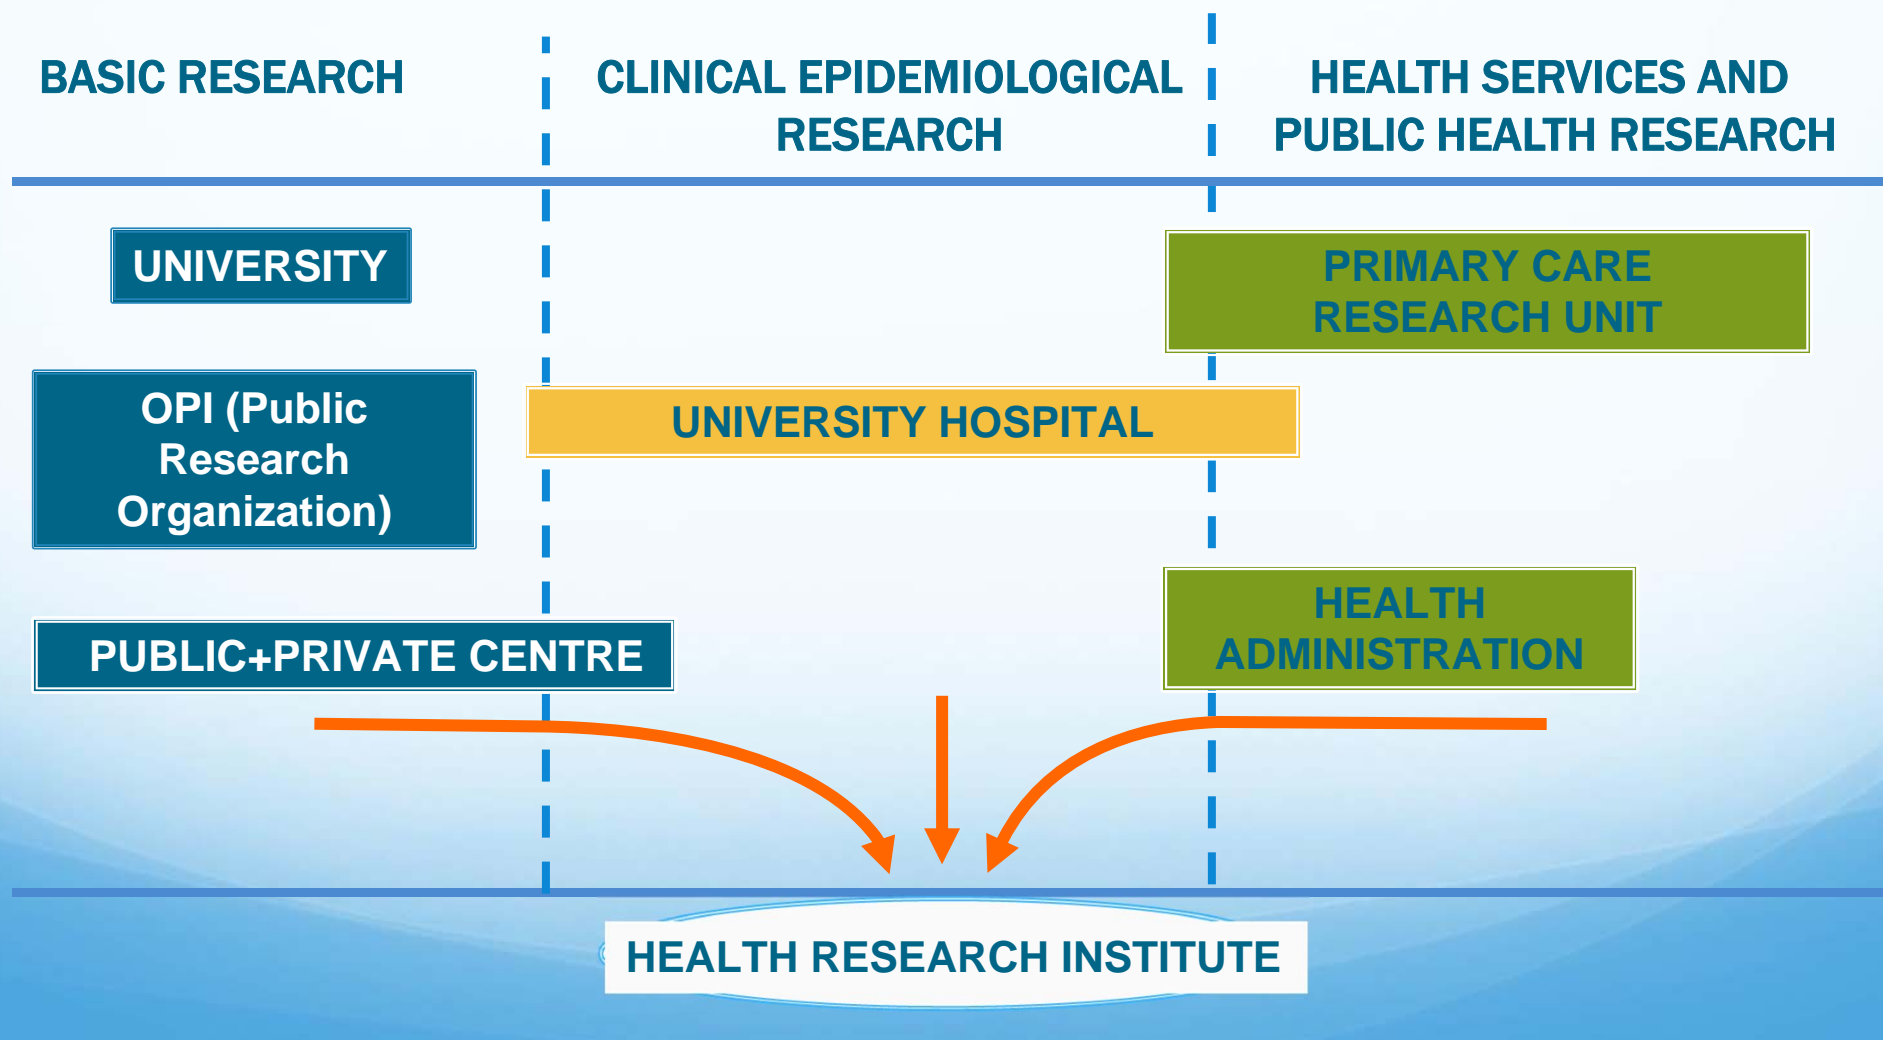 BASIC RESEARCH
CLINICAL EPIDEMIOLOGICAL
RESEARCH
HEALTH SERVICES AND
PUBLIC HEALTH RESEARCH
UNIVERSITY
PRIMARY CARE
RESEARCH UNIT
OPI (Public
Research
Organization)
UNIVERSITY HOSPITAL
PUBLIC+PRIVATE CENTRE
HEALTH
ADMINISTRATION
HEALTH RESEARCH INSTITUTE